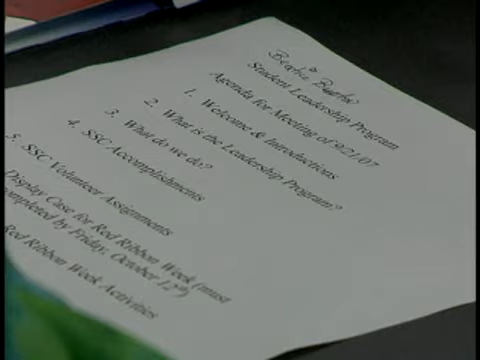 Student Leadership Program
Agenda for Meeting of 9/21/07
1. Welcome & Introductions
2. What is the Leadership Program?
3. What do we do?
4. SSC Accomplishments
5. SSC Volunteer Assignments
Display Case for Red Ribbon Week (must
completed by Friday, October 12th)
Red Ribbon Week Activities